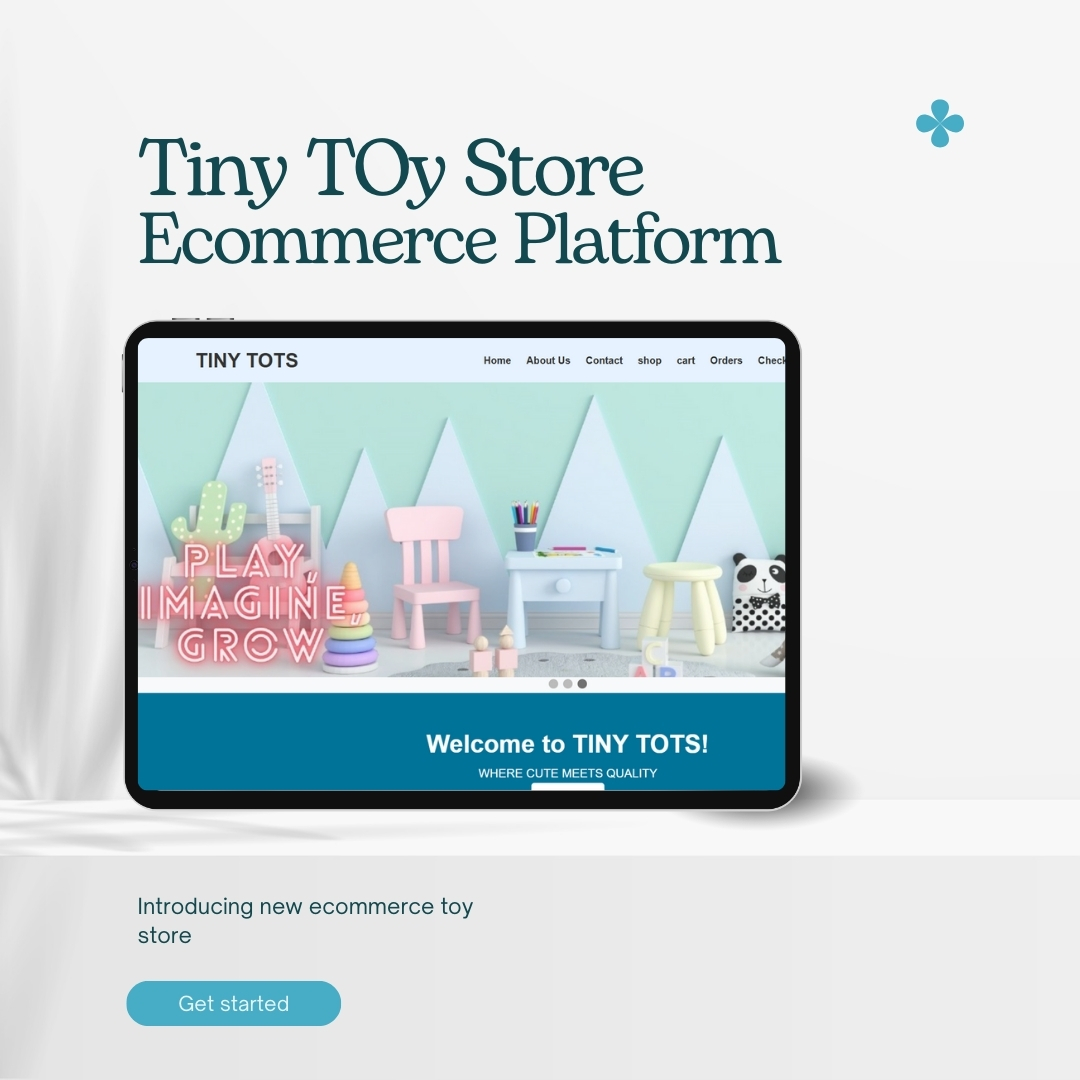 Tiny TOy Store
Ecommerce Platform
TINY TOTS
Home About Us Contact shop cart Orders
PLAY,
IMAGINE,
GROW
Welcome to TINY TOTS!
WHERE CUTE MEETS QUALITY
Introducing new ecommerce toy
store
Get started